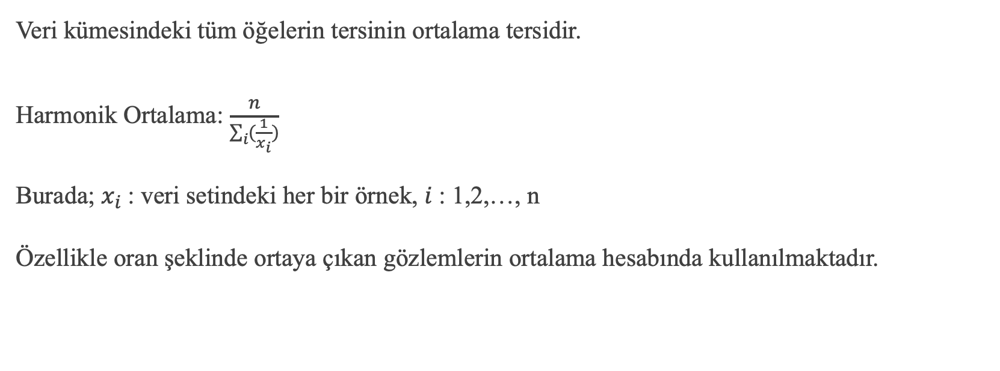 Veri kümesindeki tüm öğelerin tersinin ortalama tersidir.
Harmonik Ortalama: $\frac{n}{\sum_i(\frac{1}{x_i})}$
Burada; $x_i$ : veri setindeki her bir örnek, $i$ : 1,2,…, n
Özellikle oran şeklinde ortaya çıkan gözlemlerin ortalama hesabında kullanılmaktadır.